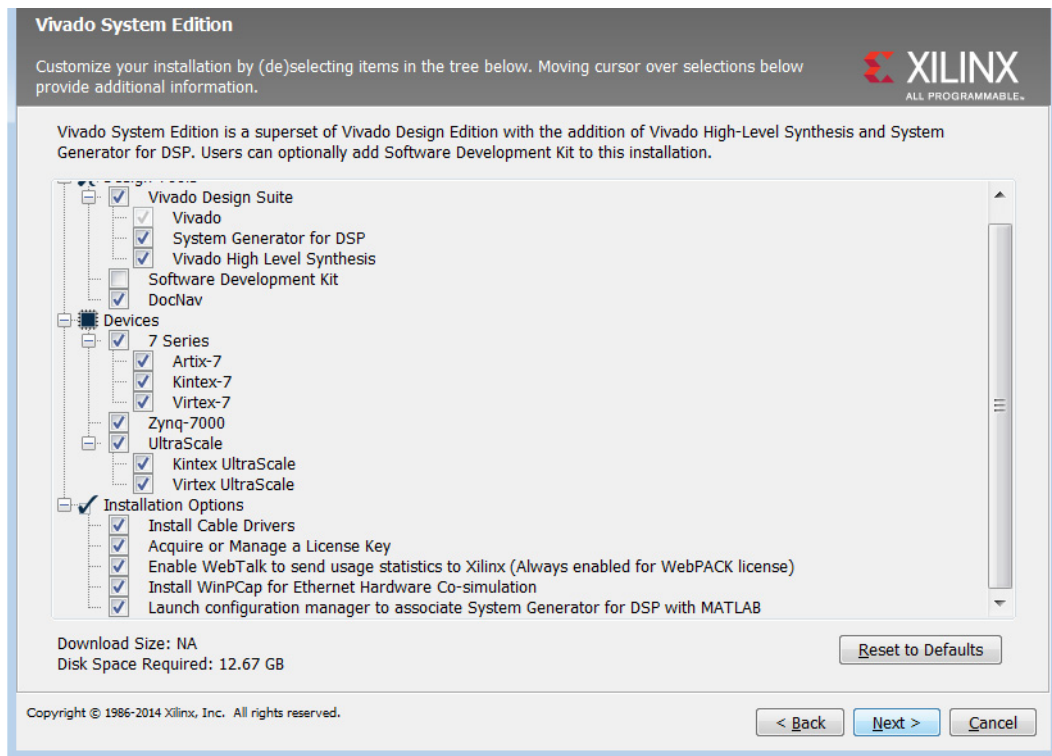 Vivado System Edition
Customize your installation by (de)selecting items in the tree below. Moving cursor over selections below
provide additional information.
XILINX
ALL PROGRAMMABLE.
Vivado System Edition is a superset of Vivado Design Edition with the addition of Vivado High-Level Synthesis and System
Generator for DSP. Users can optionally add Software Development Kit to this installation.
Design Tools
Vivado Design Suite
Vivado
System Generator for DSP
Vivado High Level Synthesis
Software Development Kit
DocNav
Devices
7 Series
Artix-7
Kintex-7
Virtex-7
Zynq-7000
UltraScale
Kintex UltraScale
Virtex UltraScale
Installation Options
Install Cable Drivers
Acquire or Manage a License Key
Enable WebTalk to send usage statistics to Xilinx (Always enabled for WebPACK license)
Install WinPCap for Ethernet Hardware Co-simulation
Launch configuration manager to associate System Generator for DSP with MATLAB
Download Size: NA
Disk Space Required: 12.67 GB
Reset to Defaults
Copyright © 1986-2014 Xilinx, Inc. All rights reserved.
< Back
Next >
Cancel